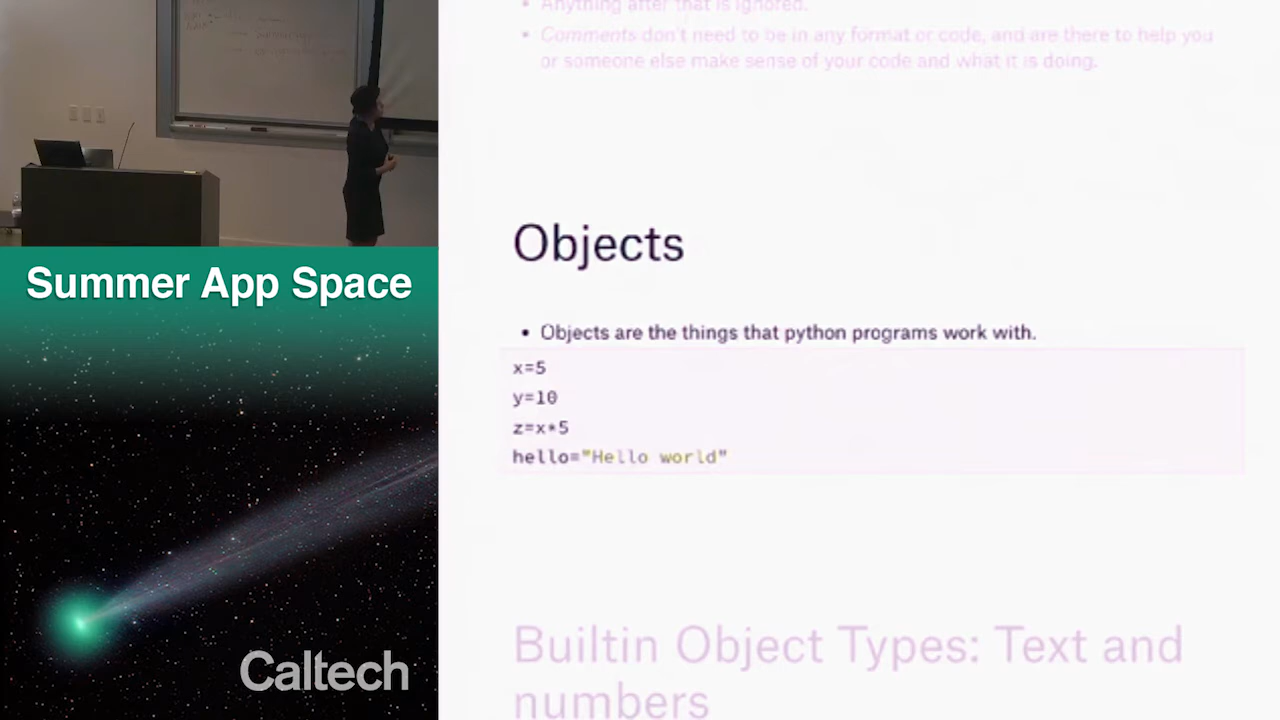 Summer App Space
Caltech
Anything after that is ignored.
Comments don't need to be in any format or code, and are there to help you
or someone else make sense of your code and what it is doing.
Objects
• Objects are the things that python programs work with.
x=5
y=10
z=x*5
hello="Hello world"
Builtin Object Types: Text and
numbers